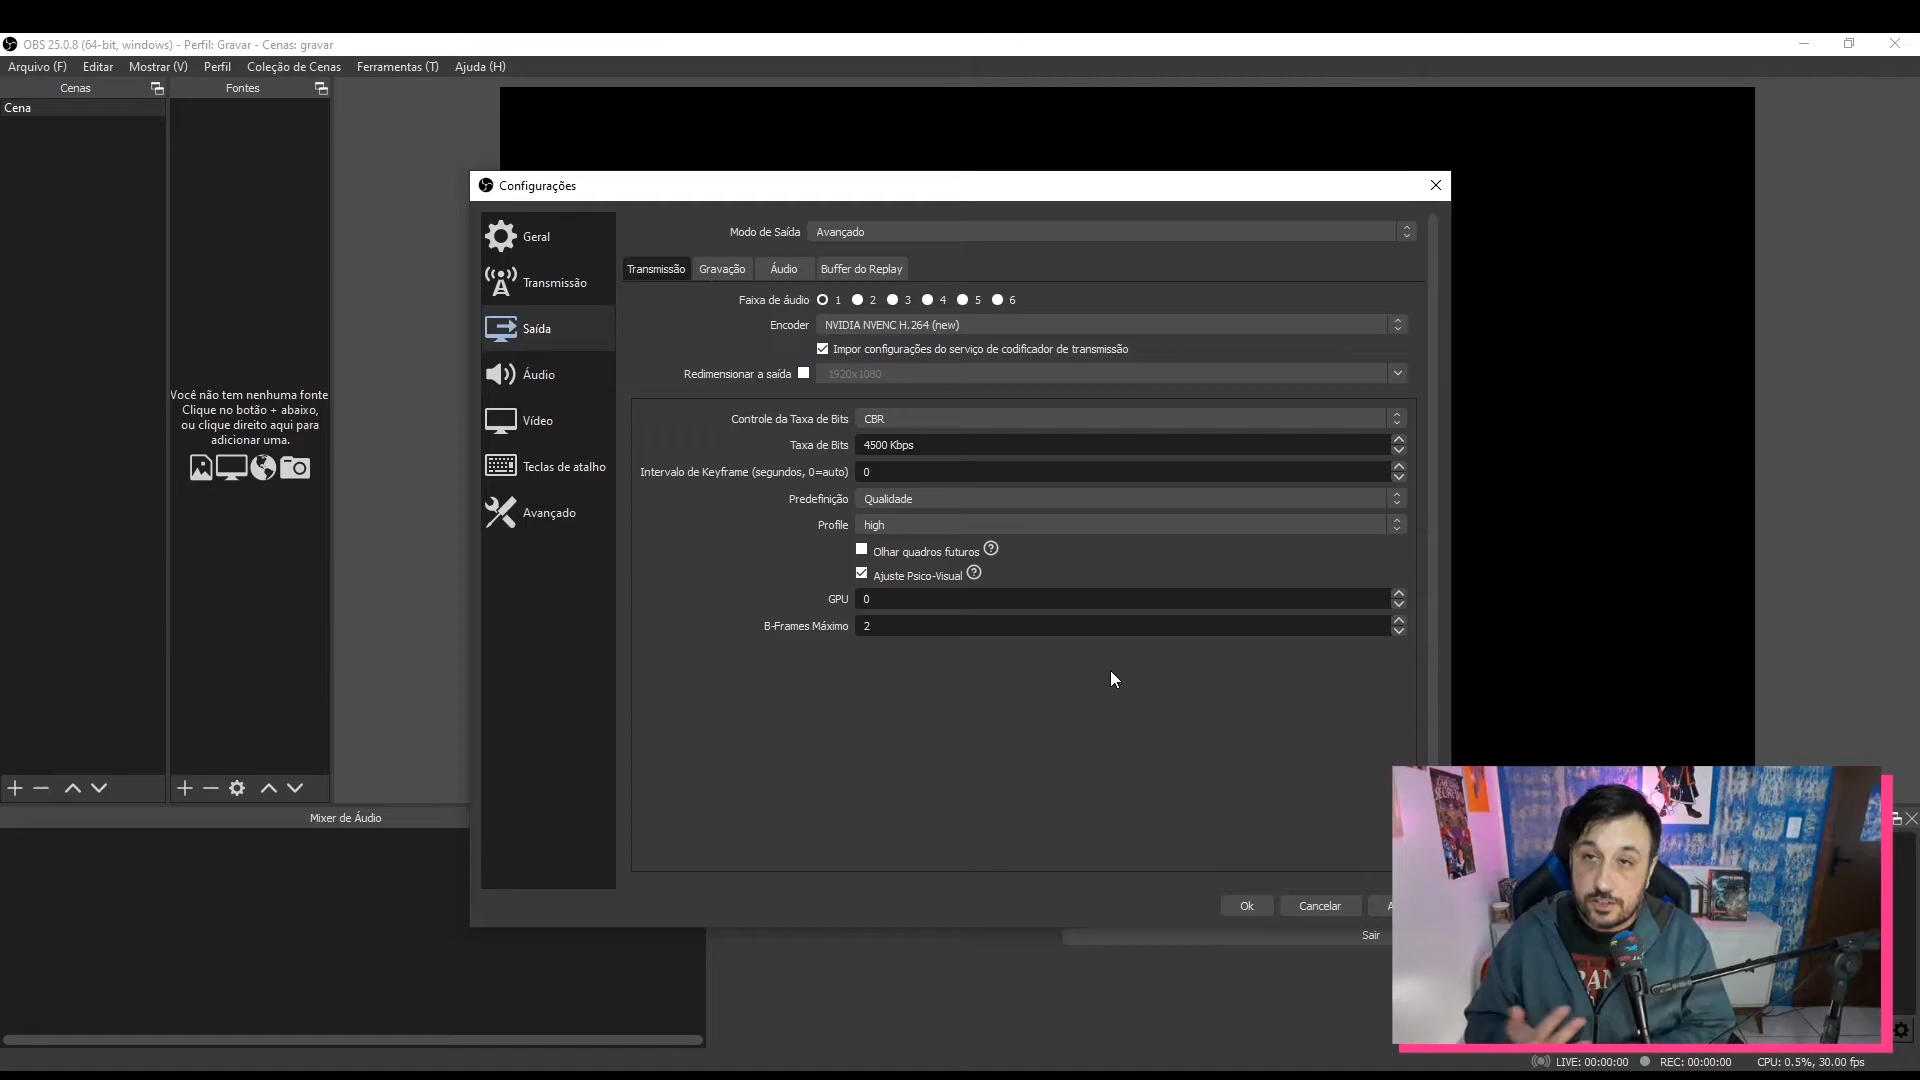 OBS 25.0.8 (64-bit, windows) - Perfil: Gravar - Cenas: gravar
Arquivo (F) Editar Mostrar (V) Perfil Coleção de Cenas Ferramentas (T) Ajuda (H)
Cenas
Fontes
Cena
Você não tem nenhuma fonte
Clique no botão + abaixo,
ou clique direito aqui para
adicionar uma.
Mixer de Áudio
Configurações
Geral
Transmissão
Saída
Áudio
Vídeo
Teclas de atalho
Avançado
Modo de Saída Avançado
Transmissão Gravação Áudio Buffer do Replay
Faixa de áudio 1 2 3 4 5 6
Encoder NVIDIA NVENC H.264 (new)
Impor configurações do serviço de codificador de transmissão
Redimensionar a saída 1920x1080
Controle da Taxa de Bits CBR
Taxa de Bits 4500 Kbps
Intervalo de Keyframe (segundos, 0=auto) 0
Predefinição Qualidade
Profile high
Olhar quadros futuros ?
Ajuste Psico-Visual ?
GPU 0
B-Frames Máximo 2
Ok Cancelar A
Sair
LIVE: 00:00:00 REC: 00:00:00 CPU: 0.5%, 30.00 fps